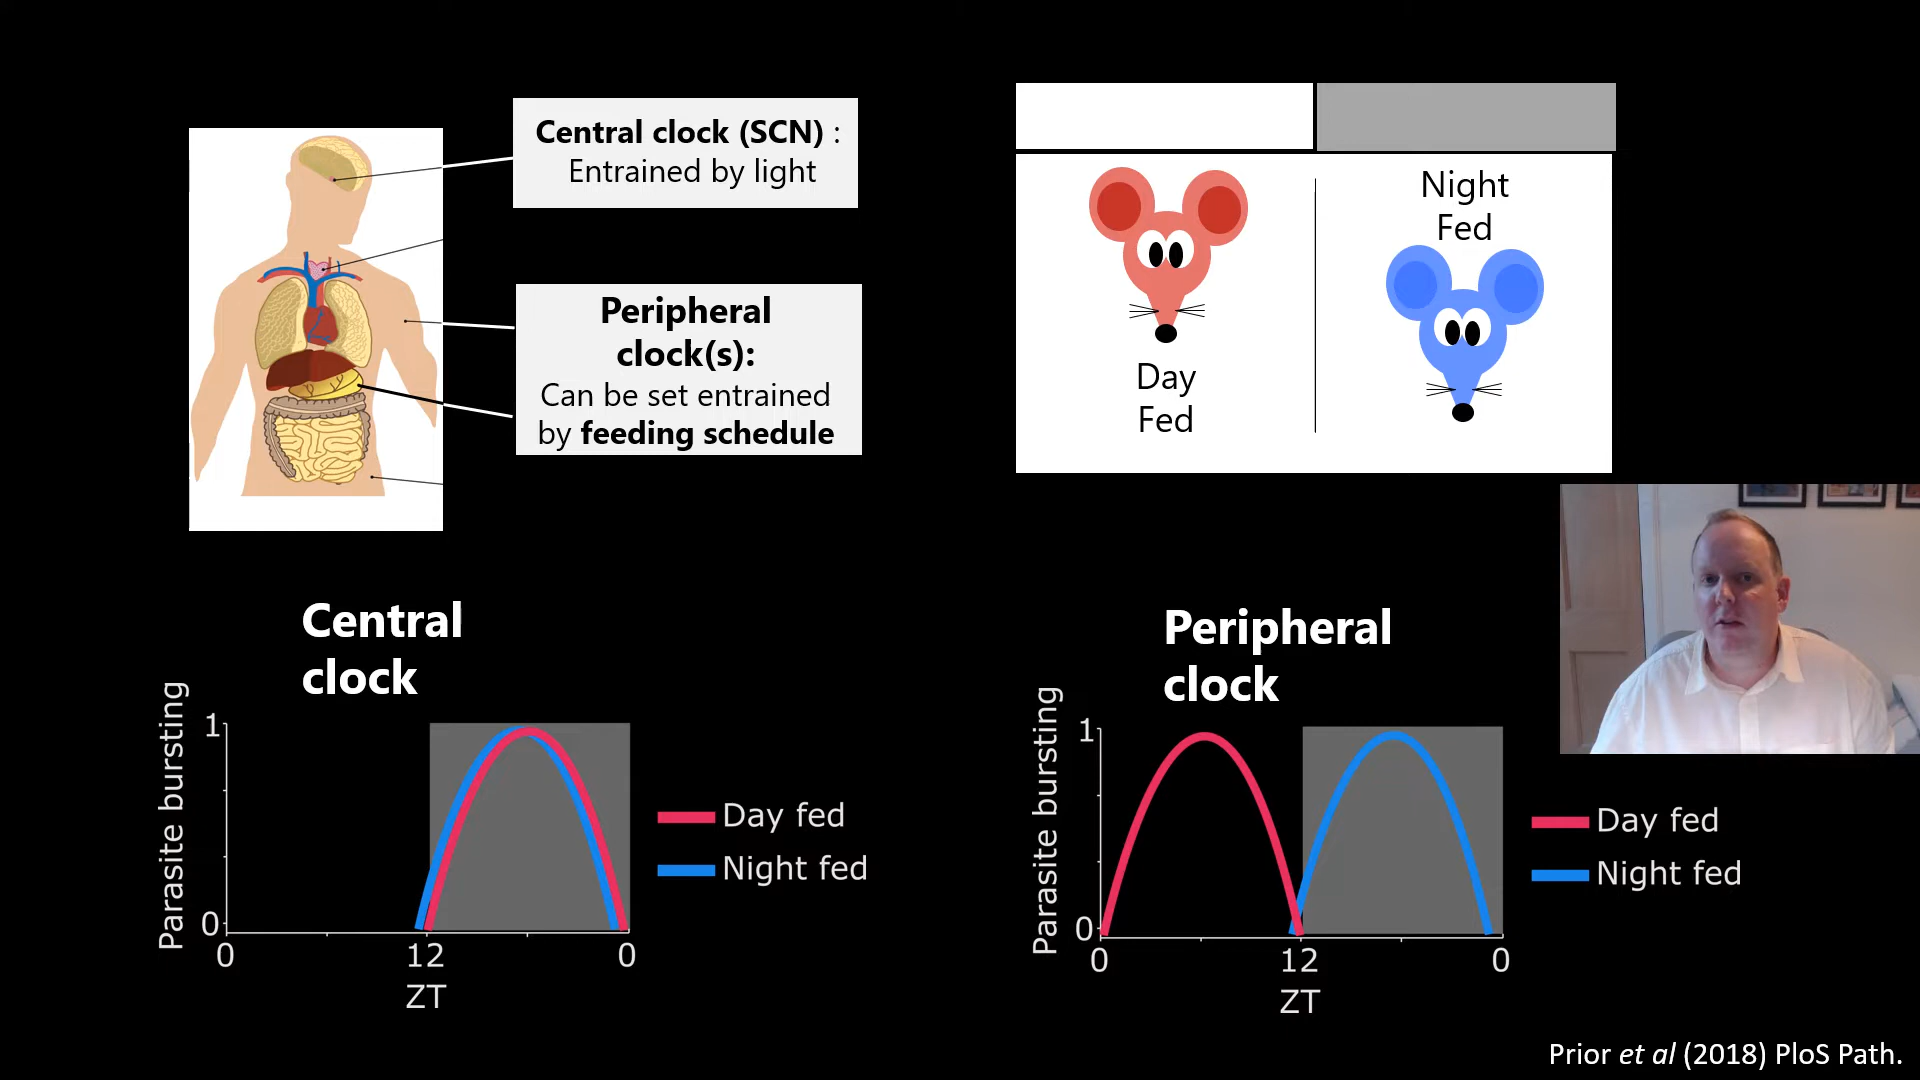 Central clock (SCN) :
Entrained by light
Peripheral
clock(s):
Can be set entrained
by feeding schedule
Day
Fed
Night
Fed
Central
clock
Parasite bursting
1
0
0
12
0
ZT
Day fed
Night fed
Peripheral
clock
Parasite bursting
1
0
0
12
0
ZT
Day fed
Night fed
Prior et al (2018) PloS Path.